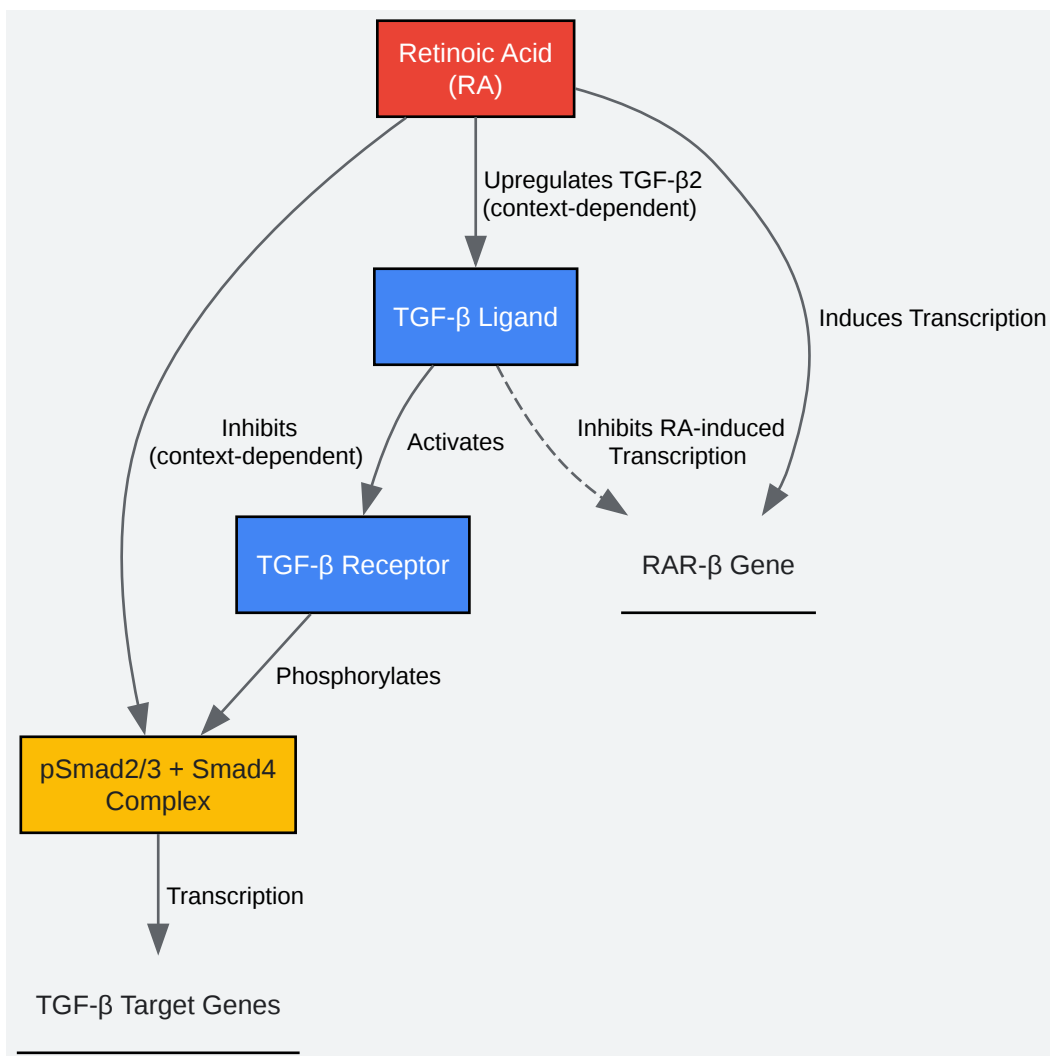 Retinoic Acid
(RA)
Upregulates TGF-β2
(context-dependent)
TGF-β Ligand
Induces Transcription
Inhibits
(context-dependent)
Activates
Inhibits RA-induced
Transcription
TGF-β Receptor
RAR-β Gene
Phosphorylates
pSmad2/3 + Smad4
Complex
Transcription
TGF-β Target Genes